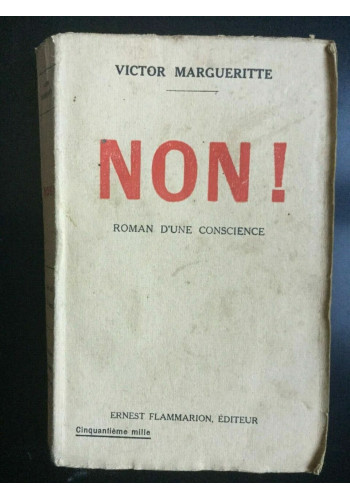 VICTOR MARGUERITTE
NON !
ROMAN D'UNE CONSCIENCE
ERNEST FLAMMARION, ÉDITEUR
Cinquantième mille